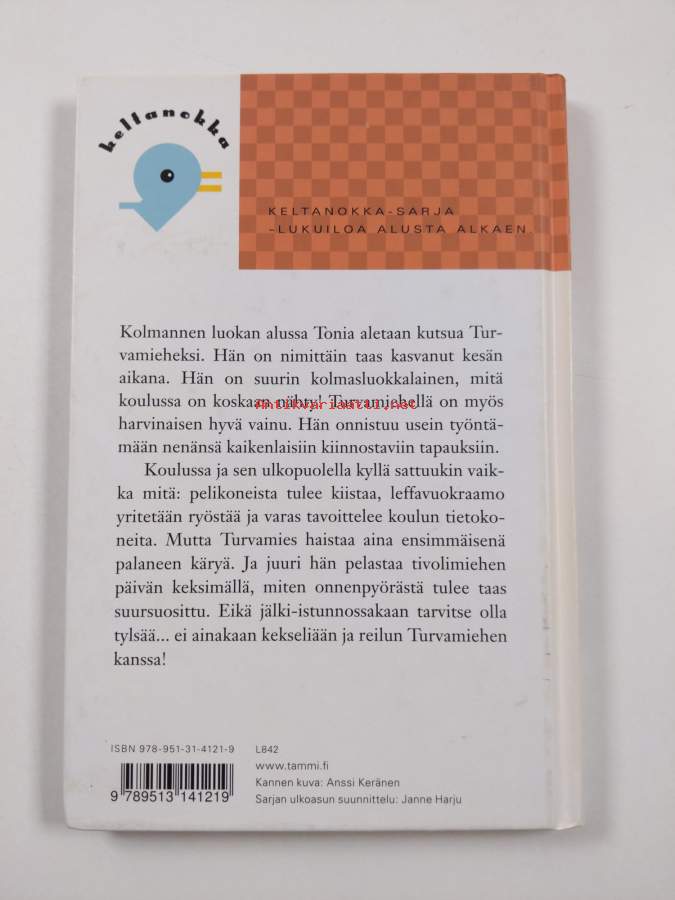 keltanokka
KELTANOKKA-SARJA
-LUKUILOA ALUSTA ALKAEN
Kolmannen luokan alussa Tonia aletaan kutsua Tur-
vamieheksi. Hän on nimittäin taas kasvanut kesän
aikana. Hän on suurin kolmasluokkalainen, mitä
koulussa on koskaan nähty! Turvamiehellä on myös
Antikvariaatti.net
harvinaisen hyvä vainu. Hän onnistuu usein työntä-
mään nenänsä kaikenlaisiin kiinnostaviin tapauksiin.
Koulussa ja sen ulkopuolella kyllä sattuukin vaik-
ka mitä: pelikoneista tulee kiistaa, leffavuokraamo
yritetään ryöstää ja varas tavoittelee koulun tietoko-
neita. Mutta Turvamies haistaa aina ensimmäisenä
palaneen käryä. Ja juuri hän pelastaa tivolimiehen
päivän keksimällä, miten onnenpyörästä tulee taas
suursuosittu. Eikä jälki-istunnossakaan tarvitse olla
tylsää... ei ainakaan kekseliään ja reilun Turvamiehen
kanssa!
ISBN 978-951-31-4121-9 L842
www.tammi.fi
Kannen kuva: Anssi Keränen
Sarjan ulkoasun suunnittelu: Janne Harju
9 789513 141219